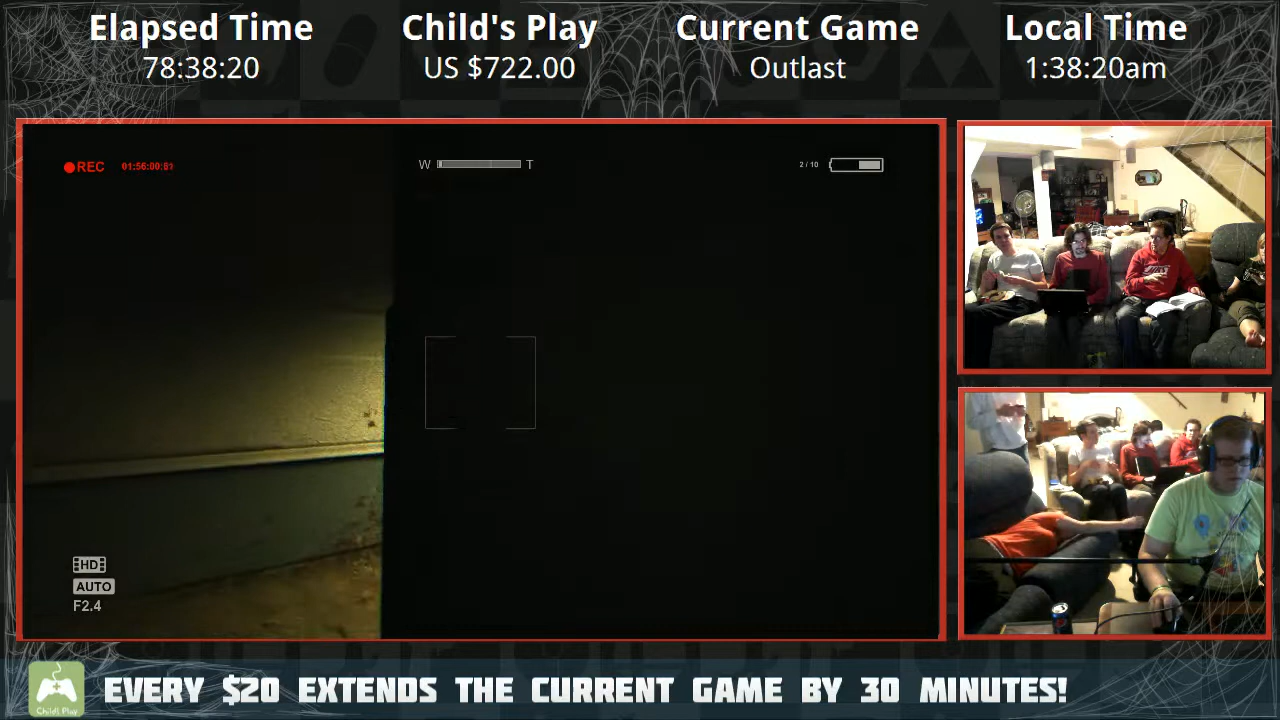 Elapsed Time
78:38:20
Child's Play
US $722.00
Current Game
Outlast
Local Time
1:38:20am
REC
01:56:00:61
W
T
2 / 10
HD
AUTO
F2.4
Child's Play
EVERY $20 EXTENDS THE CURRENT GAME BY 30 MINUTES!